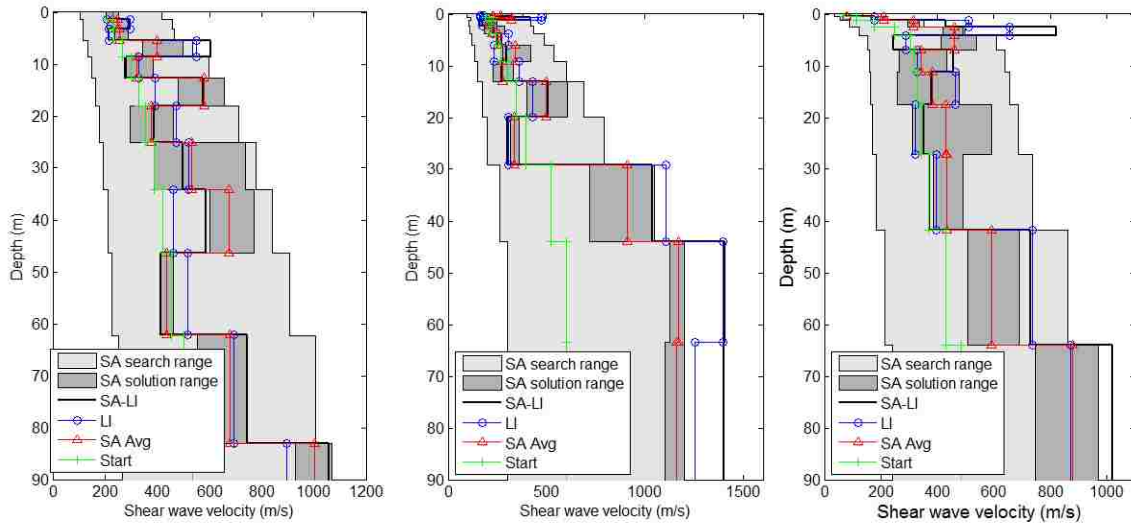 0
10
20
30
40
50
60
70
80
90
Depth (m)
SA search range
SA solution range
SA-LI
LI
SA Avg
Start
0 200 400 600 800 1000 1200
Shear wave velocity (m/s)
0
10
20
30
40
50
60
70
80
90
Depth (m)
SA search range
SA solution range
SA-LI
LI
SA Avg
Start
0 500 1000 1500
Shear wave velocity (m/s)
0
10
20
30
40
50
60
70
80
90
Depth (m)
SA search range
SA solution range
SA-LI
LI
SA Avg
Start
0 200 400 600 800 1000
Shear wave velocity (m/s)